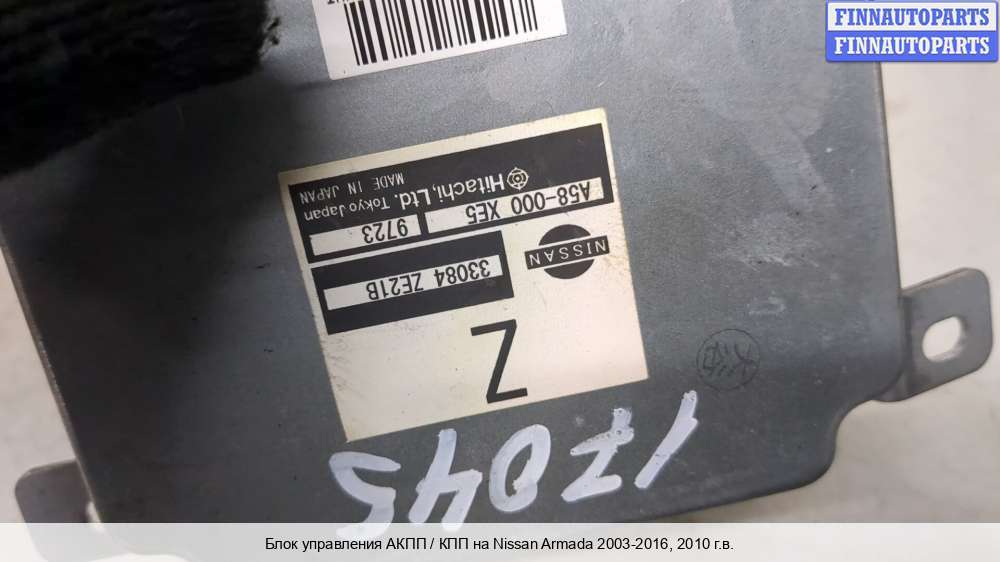 FINNAUTOPARTS
FINNAUTOPARTS
17045
Z
33084 ZE21B
NISSAN
A58-000 XE5
9723
Hitachi, Ltd. Tokyo Japan
MADE IN JAPAN
Блок управления АКПП / КПП на Nissan Armada 2003-2016, 2010 г.в.